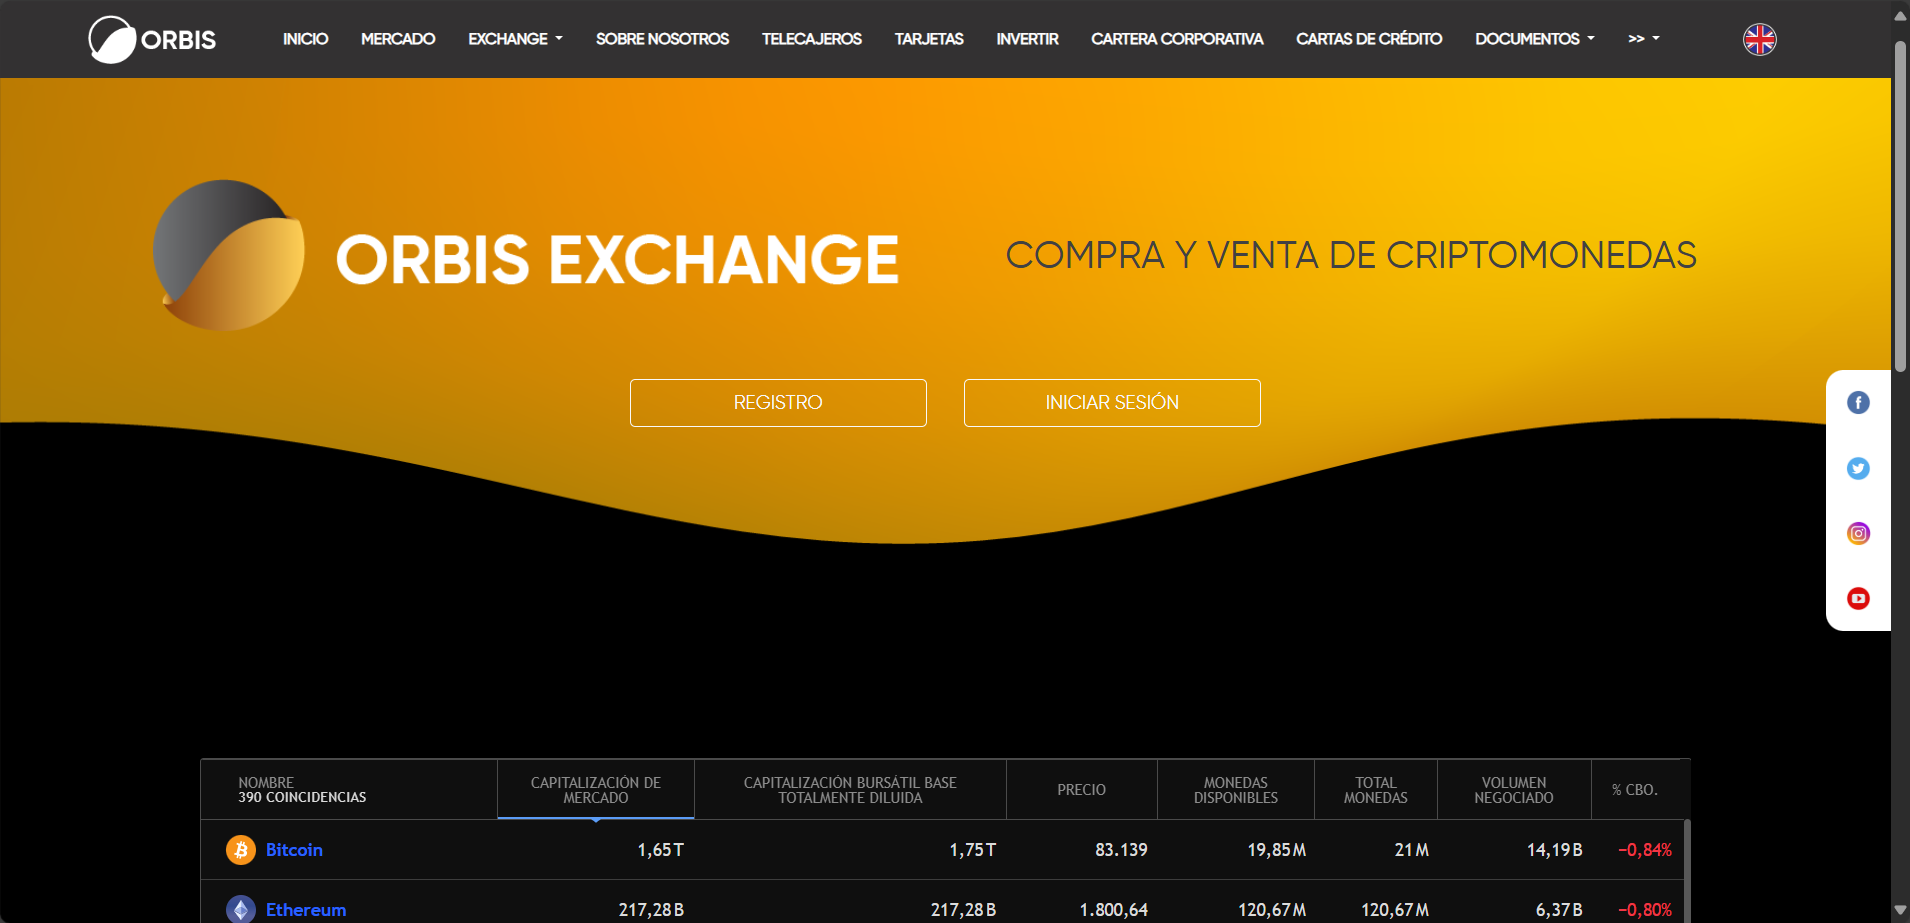 ORBIS
INICIO MERCADO EXCHANGE SOBRE NOSOTROS TELECAJEROS TARJETAS INVERTIR CARTERA CORPORATIVA CARTAS DE CRÉDITO DOCUMENTOS >>
ORBIS EXCHANGE
COMPRA Y VENTA DE CRIPTOMONEDAS
REGISTRO INICIAR SESIÓN
NOMBRE
390 COINCIDENCIAS
CAPITALIZACIÓN DE
MERCADO
CAPITALIZACIÓN BURSÁTIL BASE
TOTALMENTE DILUIDA
PRECIO
MONEDAS
DISPONIBLES
TOTAL
MONEDAS
VOLUMEN
NEGOCIADO
% CBO.
Bitcoin 1,65 T 1,75 T 83.139 19,85 M 21 M 14,19 B −0,84%
Ethereum 217,28 B 217,28 B 1.800,64 120,67 M 120,67 M 6,37 B −0,80%